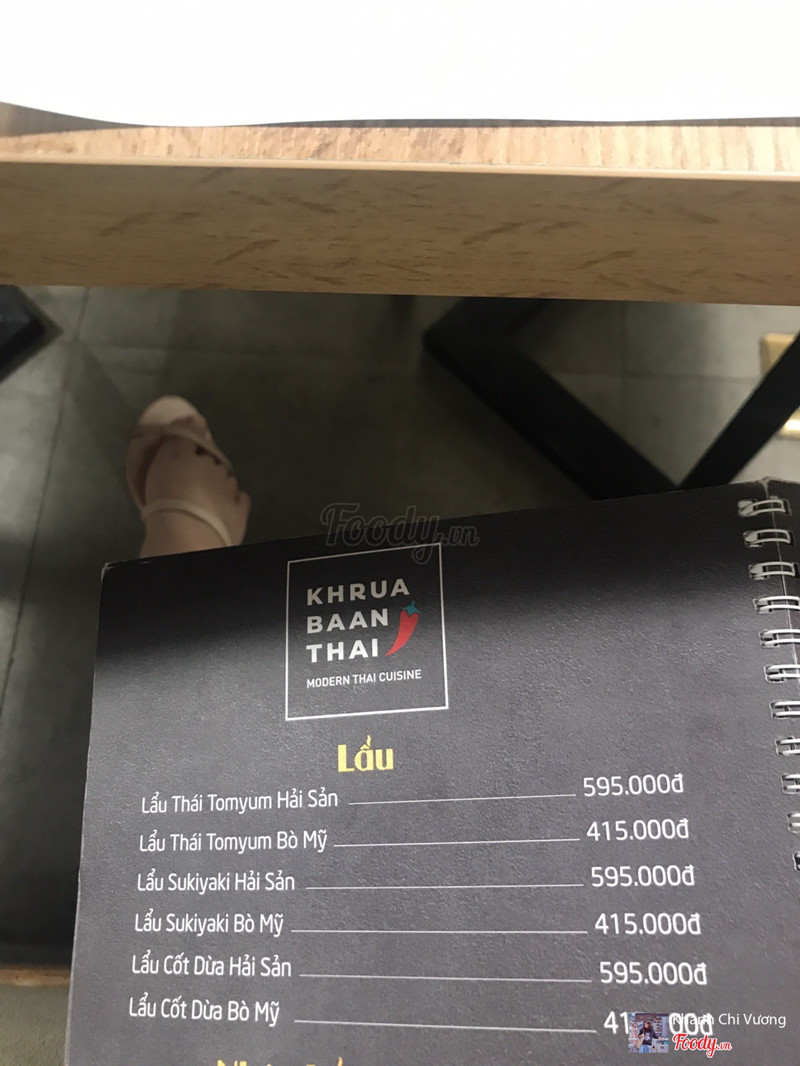 Foody.vn
KHRUA
BAAN
THAI
MODERN THAI CUISINE
Lẩu
Lẩu Thái Tomyum Hải Sản 595.000đ
Lẩu Thái Tomyum Bò Mỹ 415.000đ
Lẩu Sukiyaki Hải Sản 595.000đ
Lẩu Sukiyaki Bò Mỹ 415.000đ
Lẩu Cốt Dừa Hải Sản 595.000đ
Lẩu Cốt Dừa Bò Mỹ
Khánh Chi Vương
Foody.vn